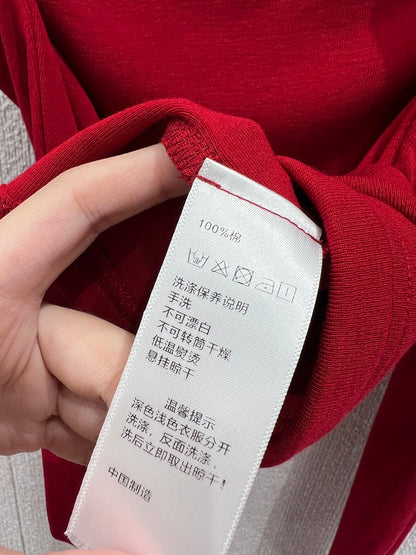 100%棉
洗涤保养说明
手洗
不可漂白
不可转筒干燥
低温熨烫
悬挂晾干
温馨提示
深色浅色衣服分开
洗涤，反面洗涤，
洗后立即取出晾干！
中国制造